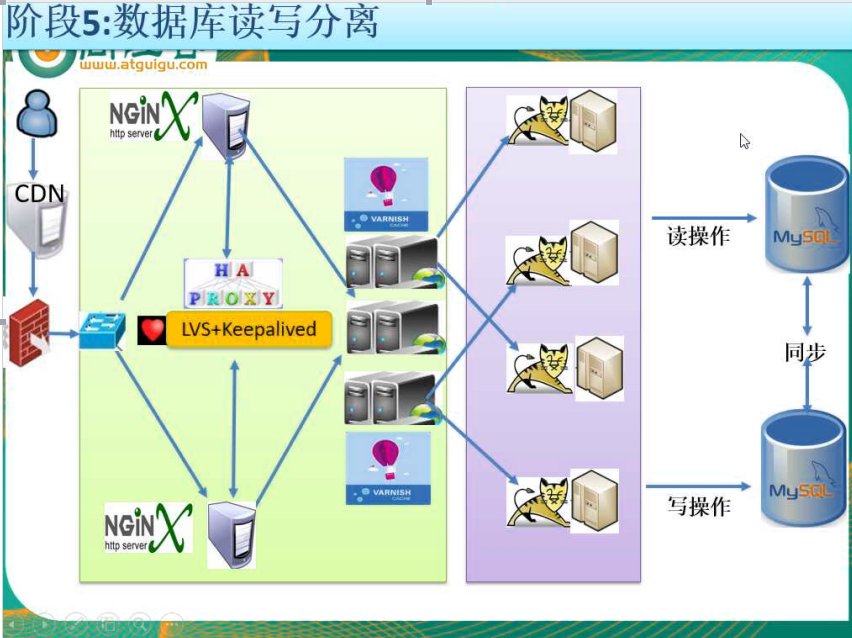 阶段5:数据库读写分离
www.atguigu.com
NGiNX
http server
CDN
VARNISH
CACHE
HA
PROXY
LVS+Keepalived
读操作
MySQL
同步
VARNISH
CACHE
NGiNX
http server
写操作
MySQL